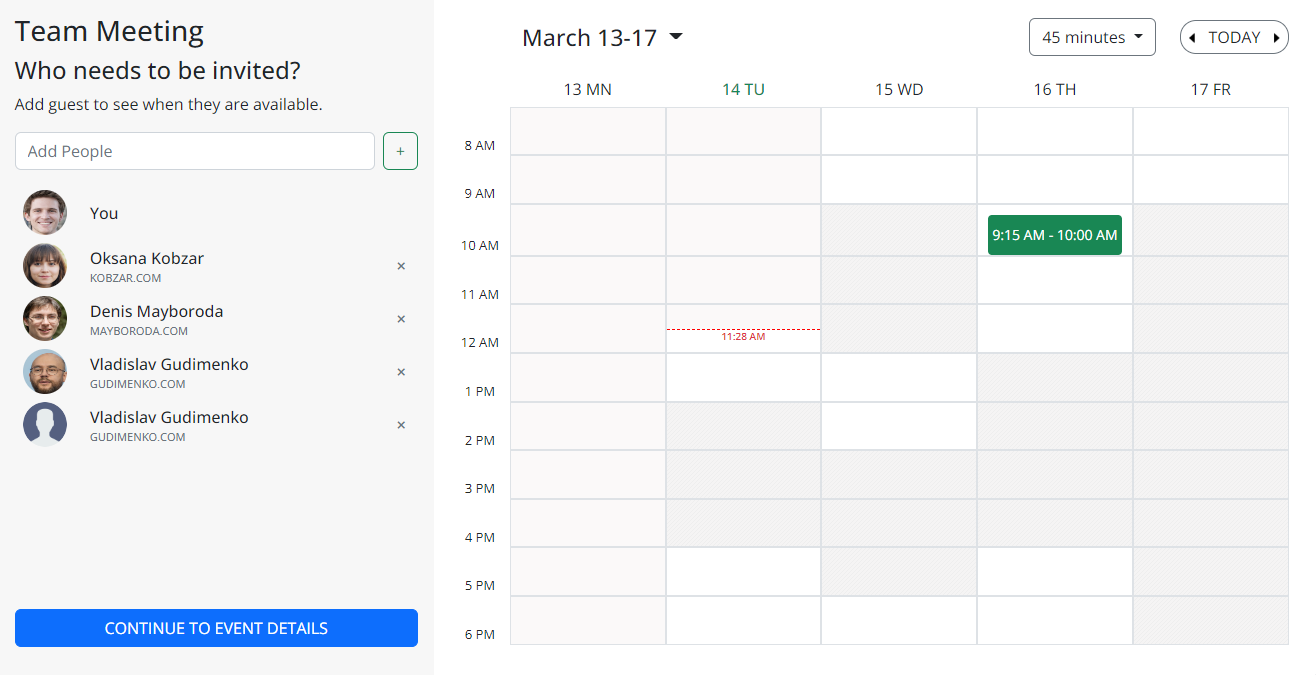 Team Meeting
Who needs to be invited?
Add guest to see when they are available.
Add People
+
You
Oksana Kobzar
KOBZAR.COM
×
Denis Mayboroda
MAYBORODA.COM
×
Vladislav Gudimenko
GUDIMENKO.COM
×
Vladislav Gudimenko
GUDIMENKO.COM
×
CONTINUE TO EVENT DETAILS
March 13-17
45 minutes
TODAY
13 MN 14 TU 15 WD 16 TH 17 FR
8 AM
9 AM
9:15 AM - 10:00 AM
10 AM
11 AM
11:28 AM
12 AM
1 PM
2 PM
3 PM
4 PM
5 PM
6 PM